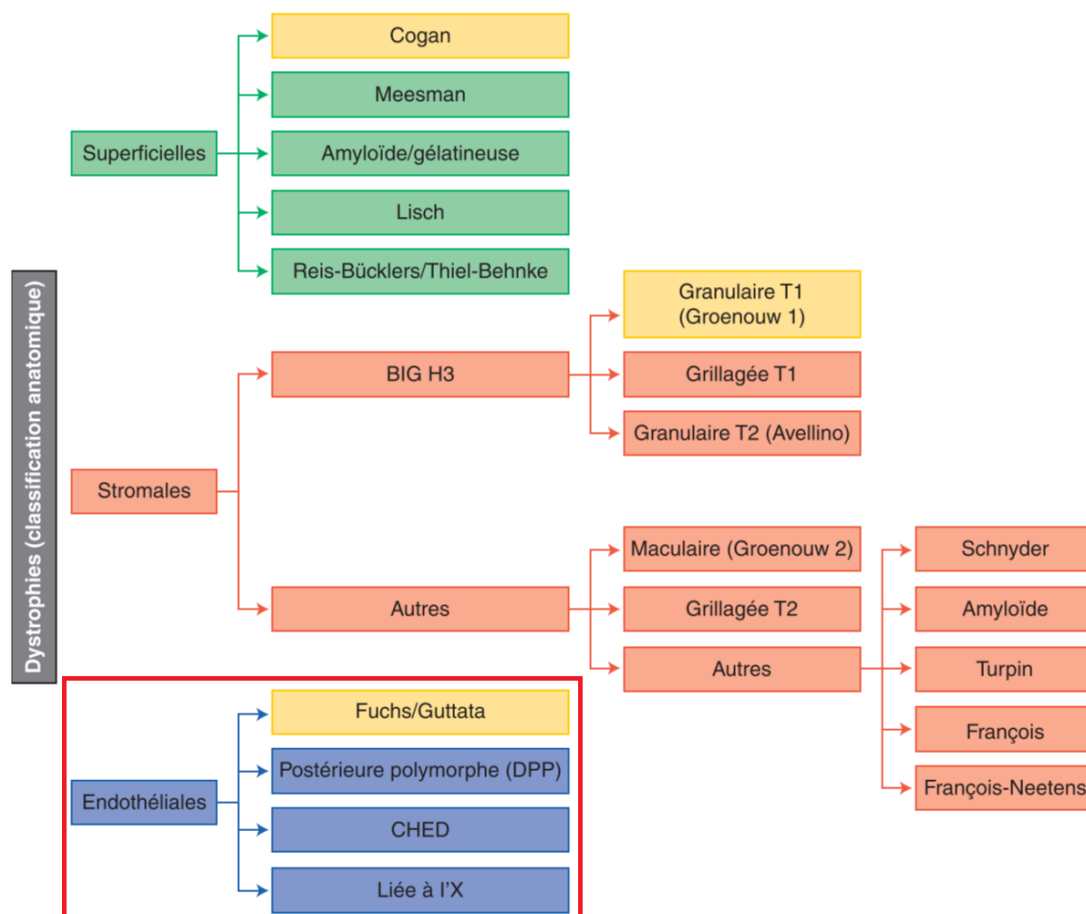 Dystrophies (classification anatomique)
Superficielles
Cogan
Meesman
Amyloïde/gélatineuse
Lisch
Reis-Bücklers/Thiel-Behnke
Stromales
BIG H3
Granulaire T1
(Groenouw 1)
Grillagée T1
Granulaire T2 (Avellino)
Autres
Maculaire (Groenouw 2)
Grillagée T2
Autres
Schnyder
Amyloïde
Turpin
François
François-Neetens
Endothéliales
Fuchs/Guttata
Postérieure polymorphe (DPP)
CHED
Liée à l'X